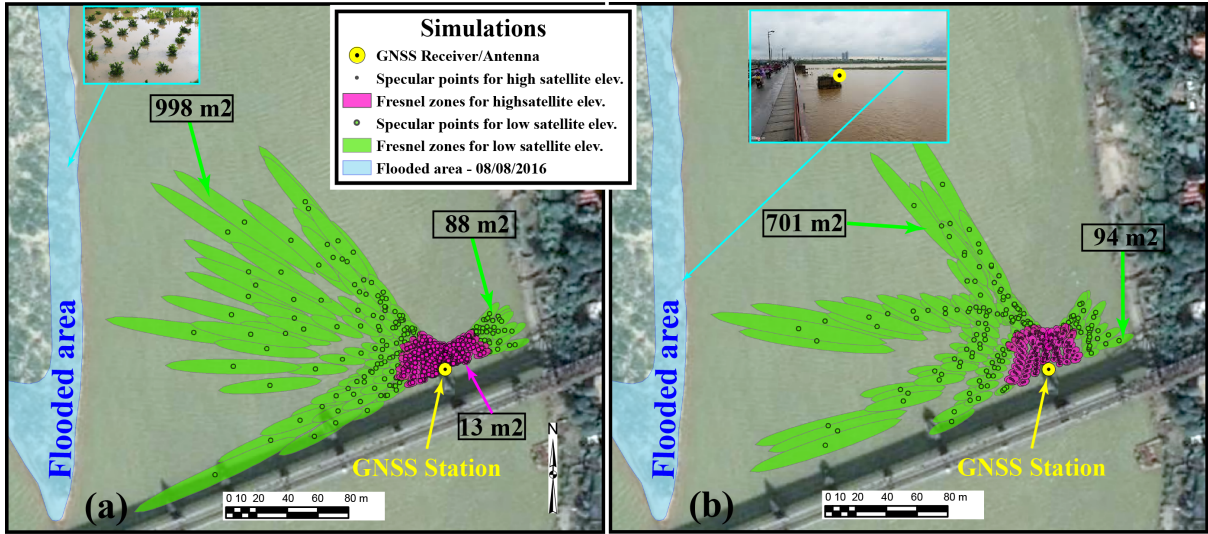 Simulations
GNSS Receiver/Antenna
Specular points for high satellite elev.
Fresnel zones for highsatellite elev.
Specular points for low satellite elev.
Fresnel zones for low satellite elev.
Flooded area - 08/08/2016
998 m2
88 m2
13 m2
Flooded area
GNSS Station
N
(a)
0 10 20 40 60 80 m
701 m2
94 m2
Flooded area
GNSS Station
(b)
0 10 20 40 60 80 m